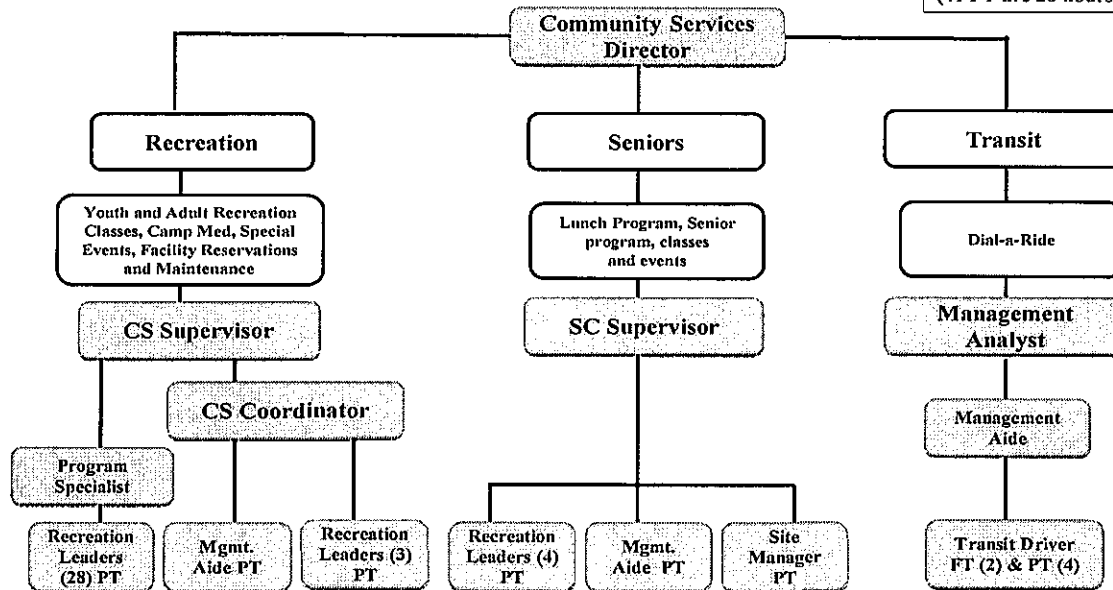 Community Services
Director
Recreation
Seniors
Transit
Youth and Adult Recreation
Classes, Camp Med, Special
Events, Facility Reservations
and Maintenance
Lunch Program, Senior
program, classes
and events
Dial-a-Ride
CS Supervisor
SC Supervisor
Management
Analyst
CS Coordinator
Management
Aide
Program
Specialist
Recreation
Leaders
(28) PT
Mgmt.
Aide PT
Recreation
Leaders (3)
PT
Recreation
Leaders (4)
PT
Mgmt.
Aide PT
Site
Manager
PT
Transit Driver
FT (2) & PT (4)